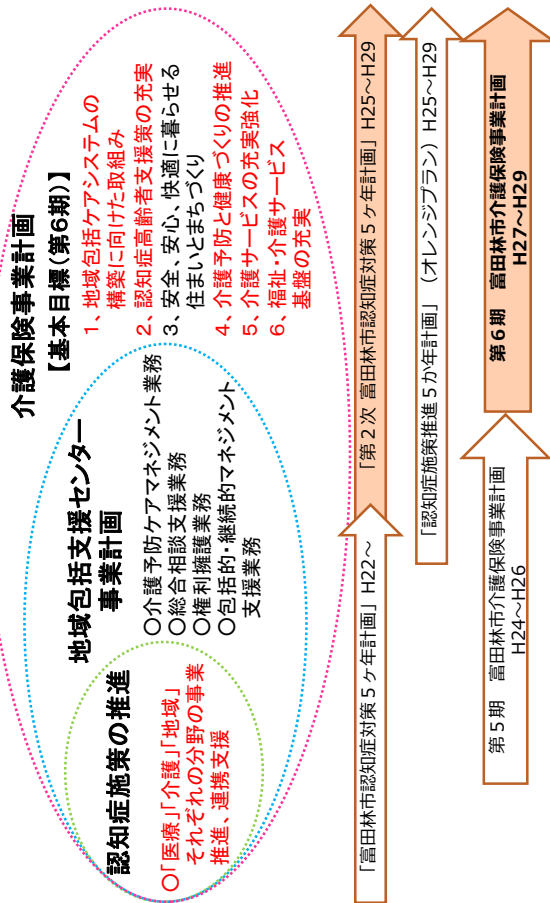 介護保険事業計画
【基本目標(第6期)】
1、地域包括ケアシステムの
構築に向けた取組み
2、認知症高齢者支援策の充実
3、安全、安心、快適に暮らせる
住まいとまちづくり
4、介護予防と健康づくりの推進
5、介護サービスの充実強化
6、福祉・介護サービス
基盤の充実
地域包括支援センター
事業計画
〇介護予防ケアマネジメント業務
〇総合相談支援業務
〇権利擁護業務
〇包括的・継続的マネジメント
支援業務
認知症施策の推進
〇「医療」「介護」「地域」
それぞれの分野の事業
推進、連携支援
「富田林市認知症対策5ヶ年計画」H22～
「第2次 富田林市認知症対策5ヶ年計画」H25～H29
「認知症施策推進5か年計画」(オレンジプラン)H25～H29
第5期 富田林市介護保険事業計画
H24～H26
第6期 富田林市介護保険事業計画
H27～H29